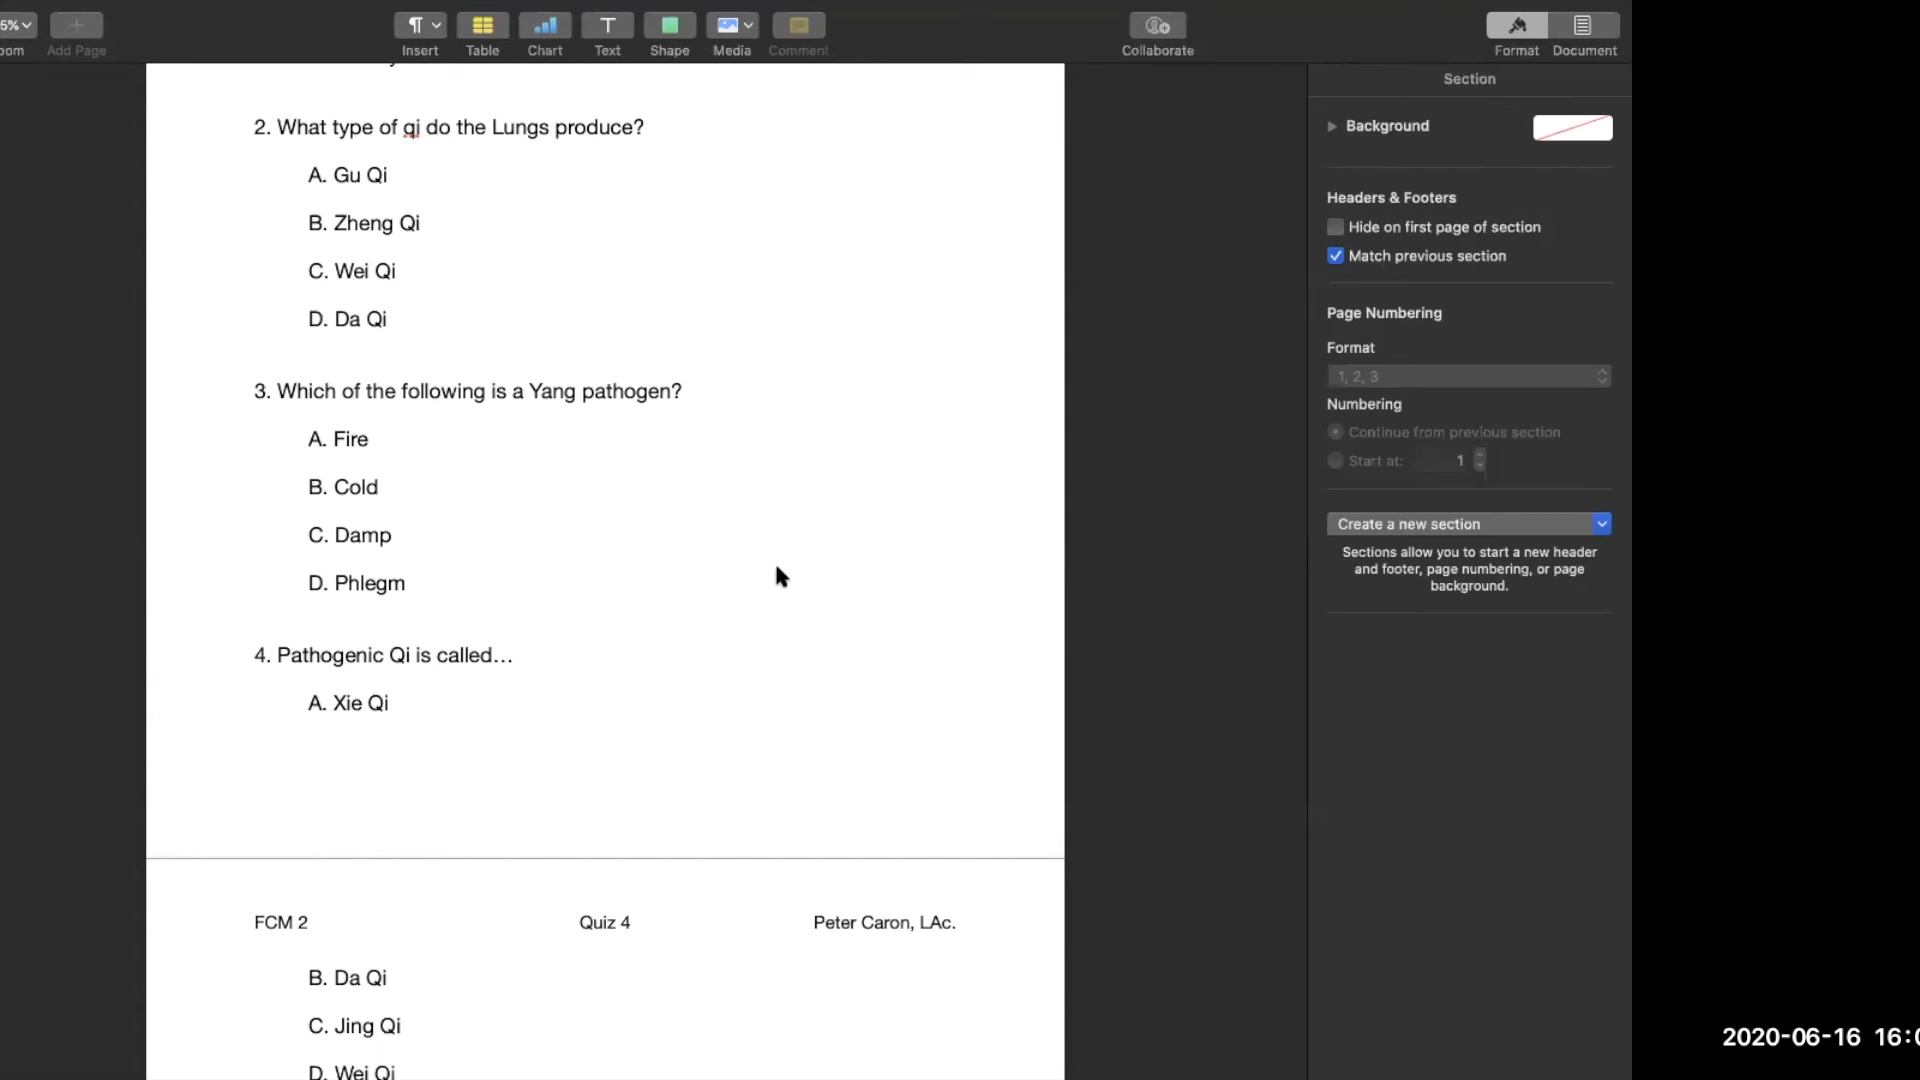 5%
Add Page
Insert
Table
Chart
Text
Shape
Media
Comment
Collaborate
Format
Document
2. What type of qi do the Lungs produce?
A. Gu Qi
B. Zheng Qi
C. Wei Qi
D. Da Qi
3. Which of the following is a Yang pathogen?
A. Fire
B. Cold
C. Damp
D. Phlegm
4. Pathogenic Qi is called…
A. Xie Qi
FCM 2
Quiz 4
Peter Caron, LAc.
B. Da Qi
C. Jing Qi
D. Wei Qi
Section
Background
Headers & Footers
Hide on first page of section
Match previous section
Page Numbering
Format
1, 2, 3
Numbering
Continue from previous section
Start at: 1
Create a new section
Sections allow you to start a new header
and footer, page numbering, or page
background.
2020-06-16 16:0